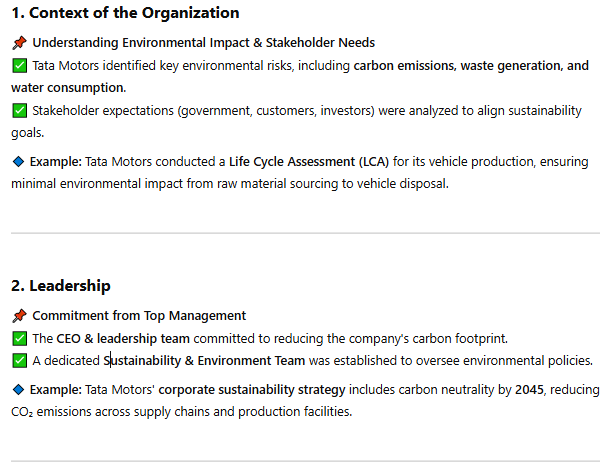 1. Context of the Organization
📌 Understanding Environmental Impact & Stakeholder Needs
✅ Tata Motors identified key environmental risks, including carbon emissions, waste generation, and
water consumption.
✅ Stakeholder expectations (government, customers, investors) were analyzed to align sustainability
goals.
🔹 Example: Tata Motors conducted a Life Cycle Assessment (LCA) for its vehicle production, ensuring
minimal environmental impact from raw material sourcing to vehicle disposal.
2. Leadership
📌 Commitment from Top Management
✅ The CEO & leadership team committed to reducing the company's carbon footprint.
✅ A dedicated Sustainability & Environment Team was established to oversee environmental policies.
🔹 Example: Tata Motors' corporate sustainability strategy includes carbon neutrality by 2045, reducing
CO₂ emissions across supply chains and production facilities.